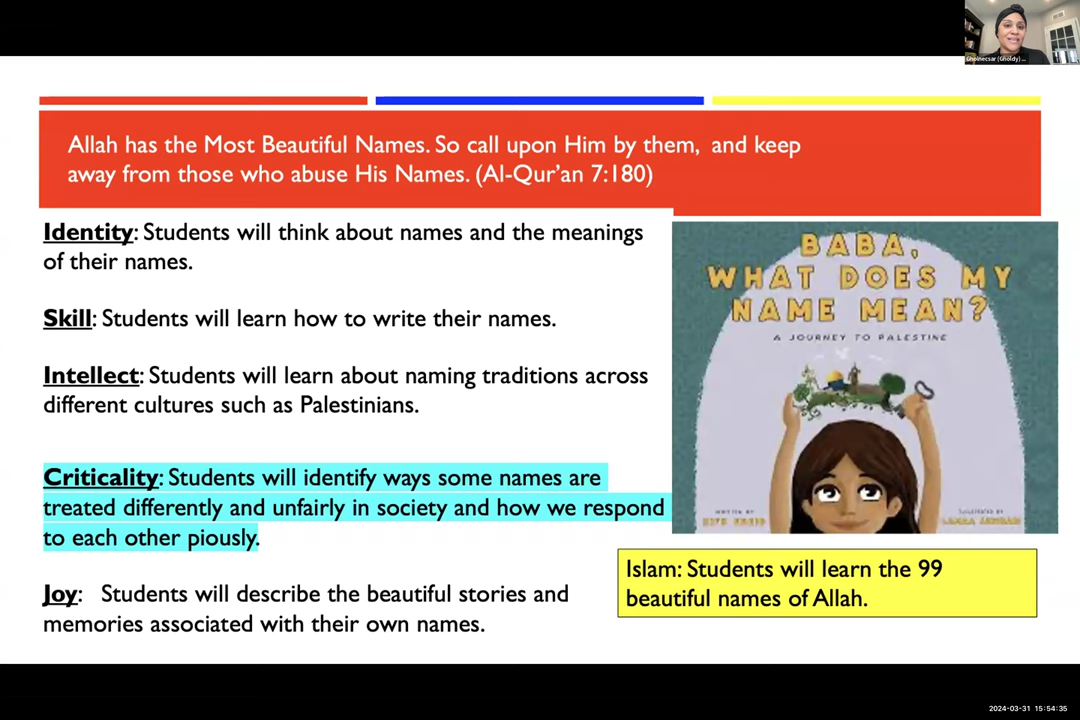 Allah has the Most Beautiful Names. So call upon Him by them, and keep
away from those who abuse His Names. (Al-Qur'an 7:180)
Identity: Students will think about names and the meanings
of their names.
Skill: Students will learn how to write their names.
Intellect: Students will learn about naming traditions across
different cultures such as Palestinians.
Criticality: Students will identify ways some names are
treated differently and unfairly in society and how we respond
to each other piously.
Joy: Students will describe the beautiful stories and
memories associated with their own names.
BABA,
WHAT DOES MY
NAME MEAN?
A JOURNEY TO PALESTINE
WRITTEN BY
ILLUSTRATED BY
Islam: Students will learn the 99
beautiful names of Allah.
Gholnecsar (Gholdy) ...
2024-03-31 15:54:35